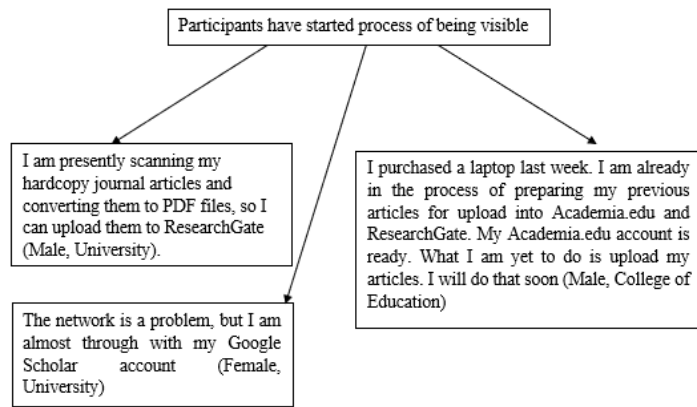 Participants have started process of being visible
I am presently scanning my
hardcopy journal articles and
converting them to PDF files, so I
can upload them to ResearchGate
(Male, University).
I purchased a laptop last week. I am already
in the process of preparing my previous
articles for upload into Academia.edu and
ResearchGate. My Academia.edu account is
ready. What I am yet to do is upload my
articles. I will do that soon (Male, College of
Education)
The network is a problem, but I am
almost through with my Google
Scholar account (Female,
University)